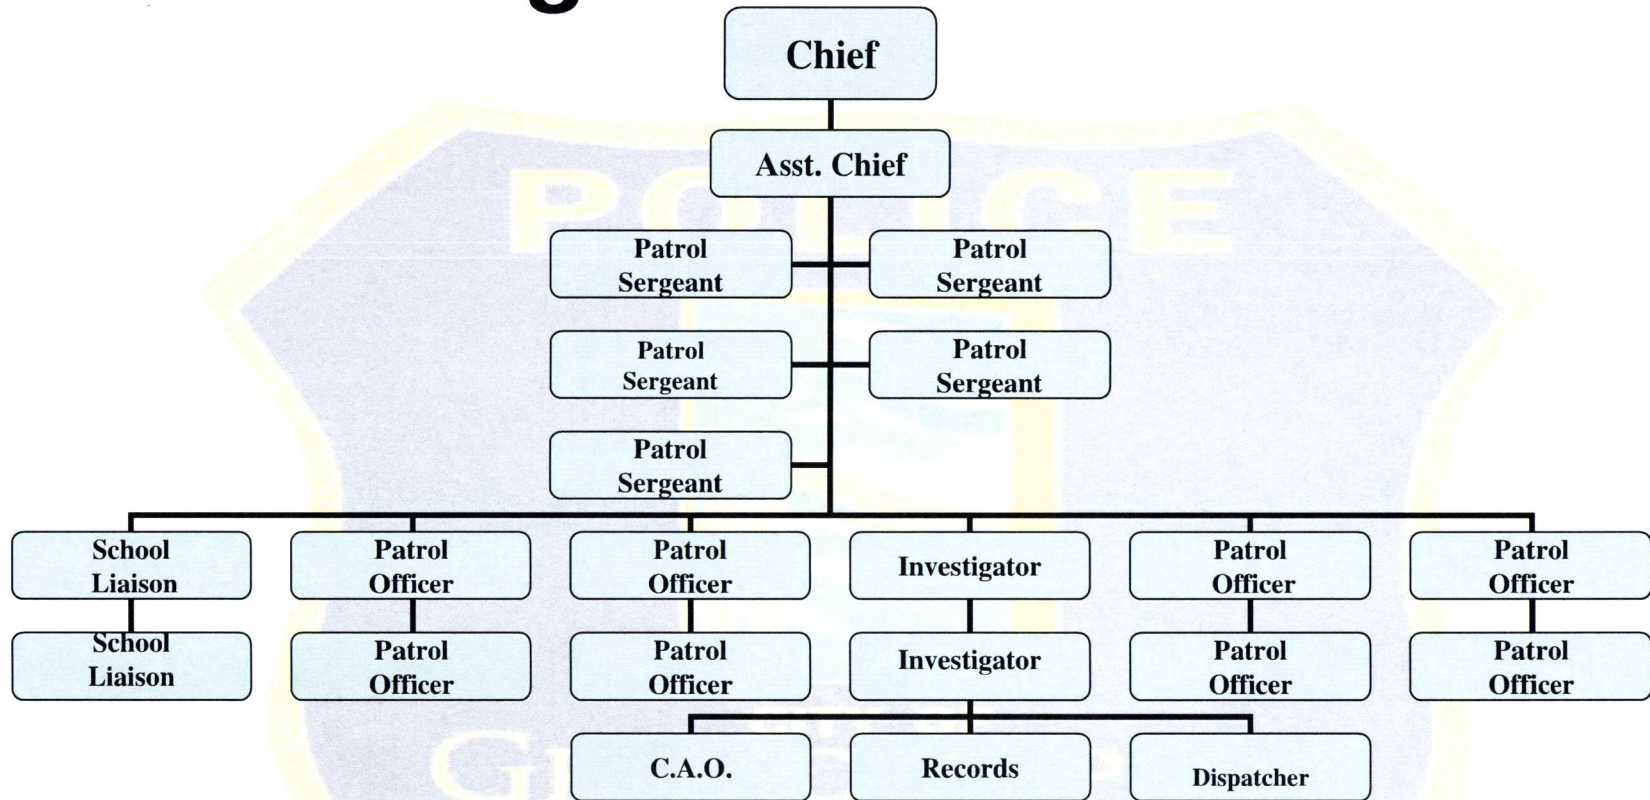 Chief
Asst. Chief
POLICE
Patrol
Sergeant
Patrol
Sergeant
Patrol
Sergeant
Patrol
Sergeant
Patrol
Sergeant
School
Liaison
Patrol
Officer
Patrol
Officer
Investigator
Patrol
Officer
Patrol
Officer
School
Liaison
Patrol
Officer
Patrol
Officer
Investigator
Patrol
Officer
Patrol
Officer
C.A.O.
Records
Dispatcher